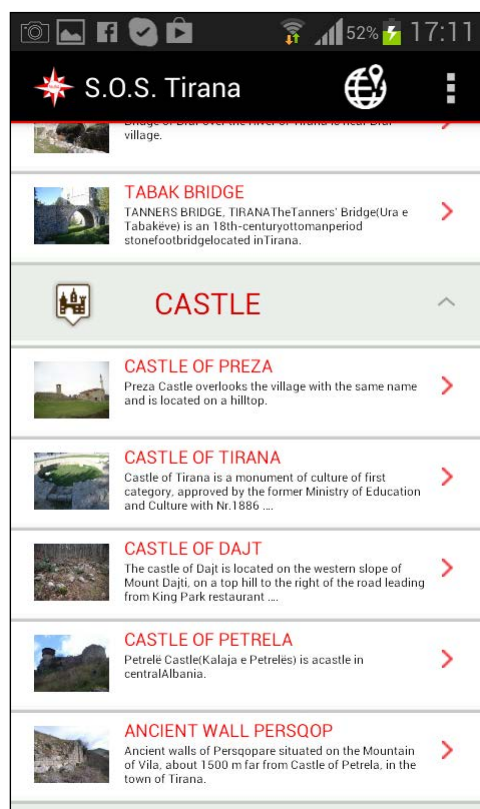 52% 17:11
S.O.S. Tirana
village.
TABAK BRIDGE
TANNERS BRIDGE, TIRANATheTanners' Bridge(Ura e
Tabakëve) is an 18th-centuryottomanperiod
stonefootbridgelocated inTirana.
CASTLE
CASTLE OF PREZA
Preza Castle overlooks the village with the same name
and is located on a hilltop.
CASTLE OF TIRANA
Castle of Tirana is a monument of culture of first
category, approved by the former Ministry of Education
and Culture with Nr.1886 ....
CASTLE OF DAJT
The castle of Dajt is located on the western slope of
Mount Dajti, on a top hill to the right of the road leading
from King Park restaurant ....
CASTLE OF PETRELA
Petrelë Castle(Kalaja e Petrelës) is acastle in
centralAlbania.
ANCIENT WALL PERSQOP
Ancient walls of Persqopare situated on the Mountain
of Vila, about 1500 m far from Castle of Petrela, in the
town of Tirana.